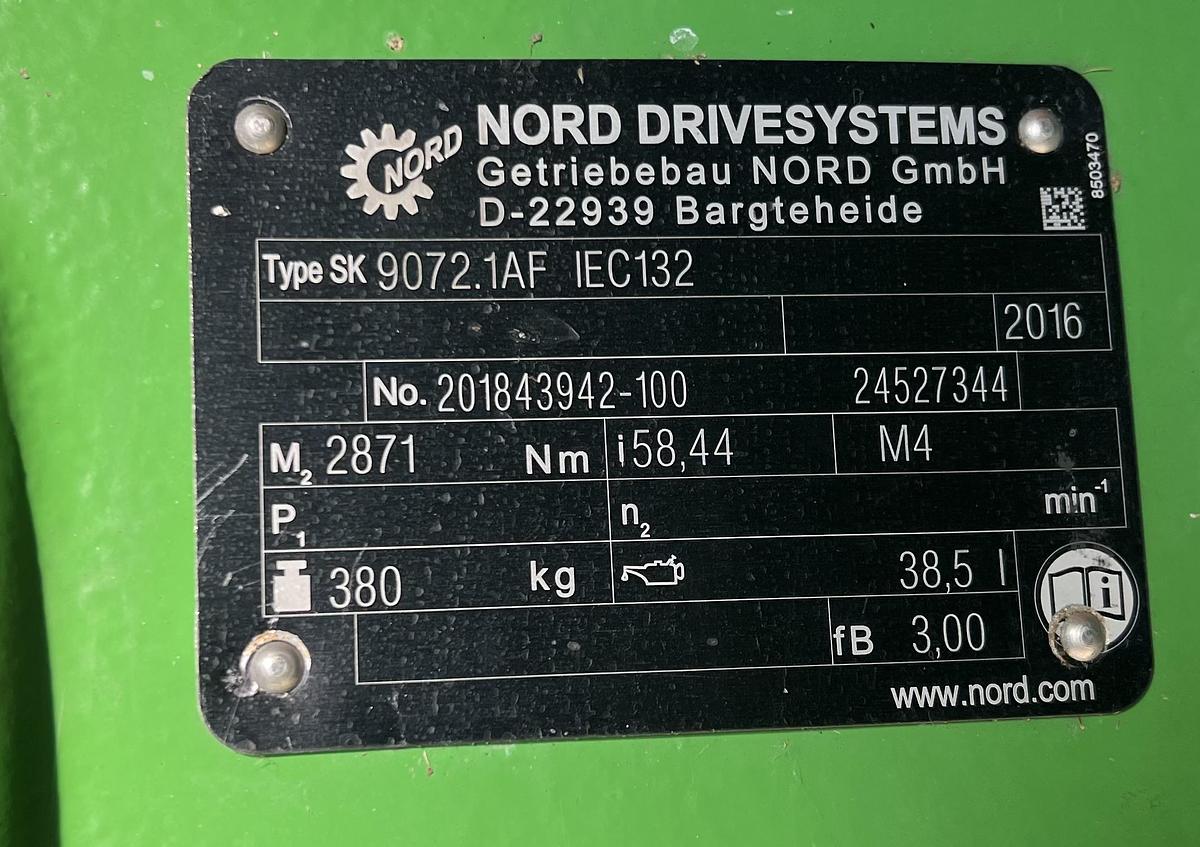 NORD
NORD DRIVESYSTEMS
Getriebebau NORD GmbH
D-22939 Bargteheide
8503470
Type SK 9072.1AF IEC132
2016
No. 201843942-100 24527344
M2 2871 Nm i 58,44 M4
P1 n2 min-1
380 kg 38,5 l
fB 3,00
i
www.nord.com